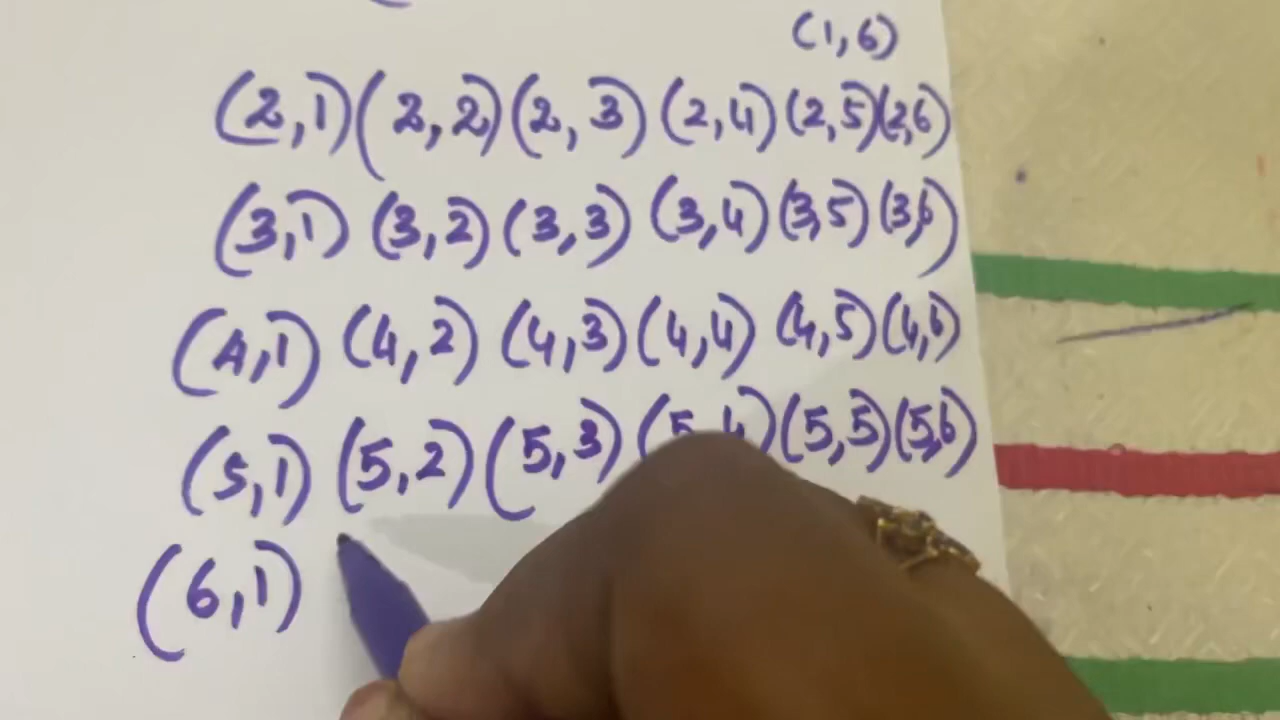 (1,6)
(2,1) (2,2) (2,3) (2,4) (2,5) (2,6)
(3,1) (3,2) (3,3) (3,4) (3,5) (3,6)
(4,1) (4,2) (4,3) (4,4) (4,5) (4,6)
(5,1) (5,2) (5,3) (5,4) (5,5) (5,6)
(6,1)